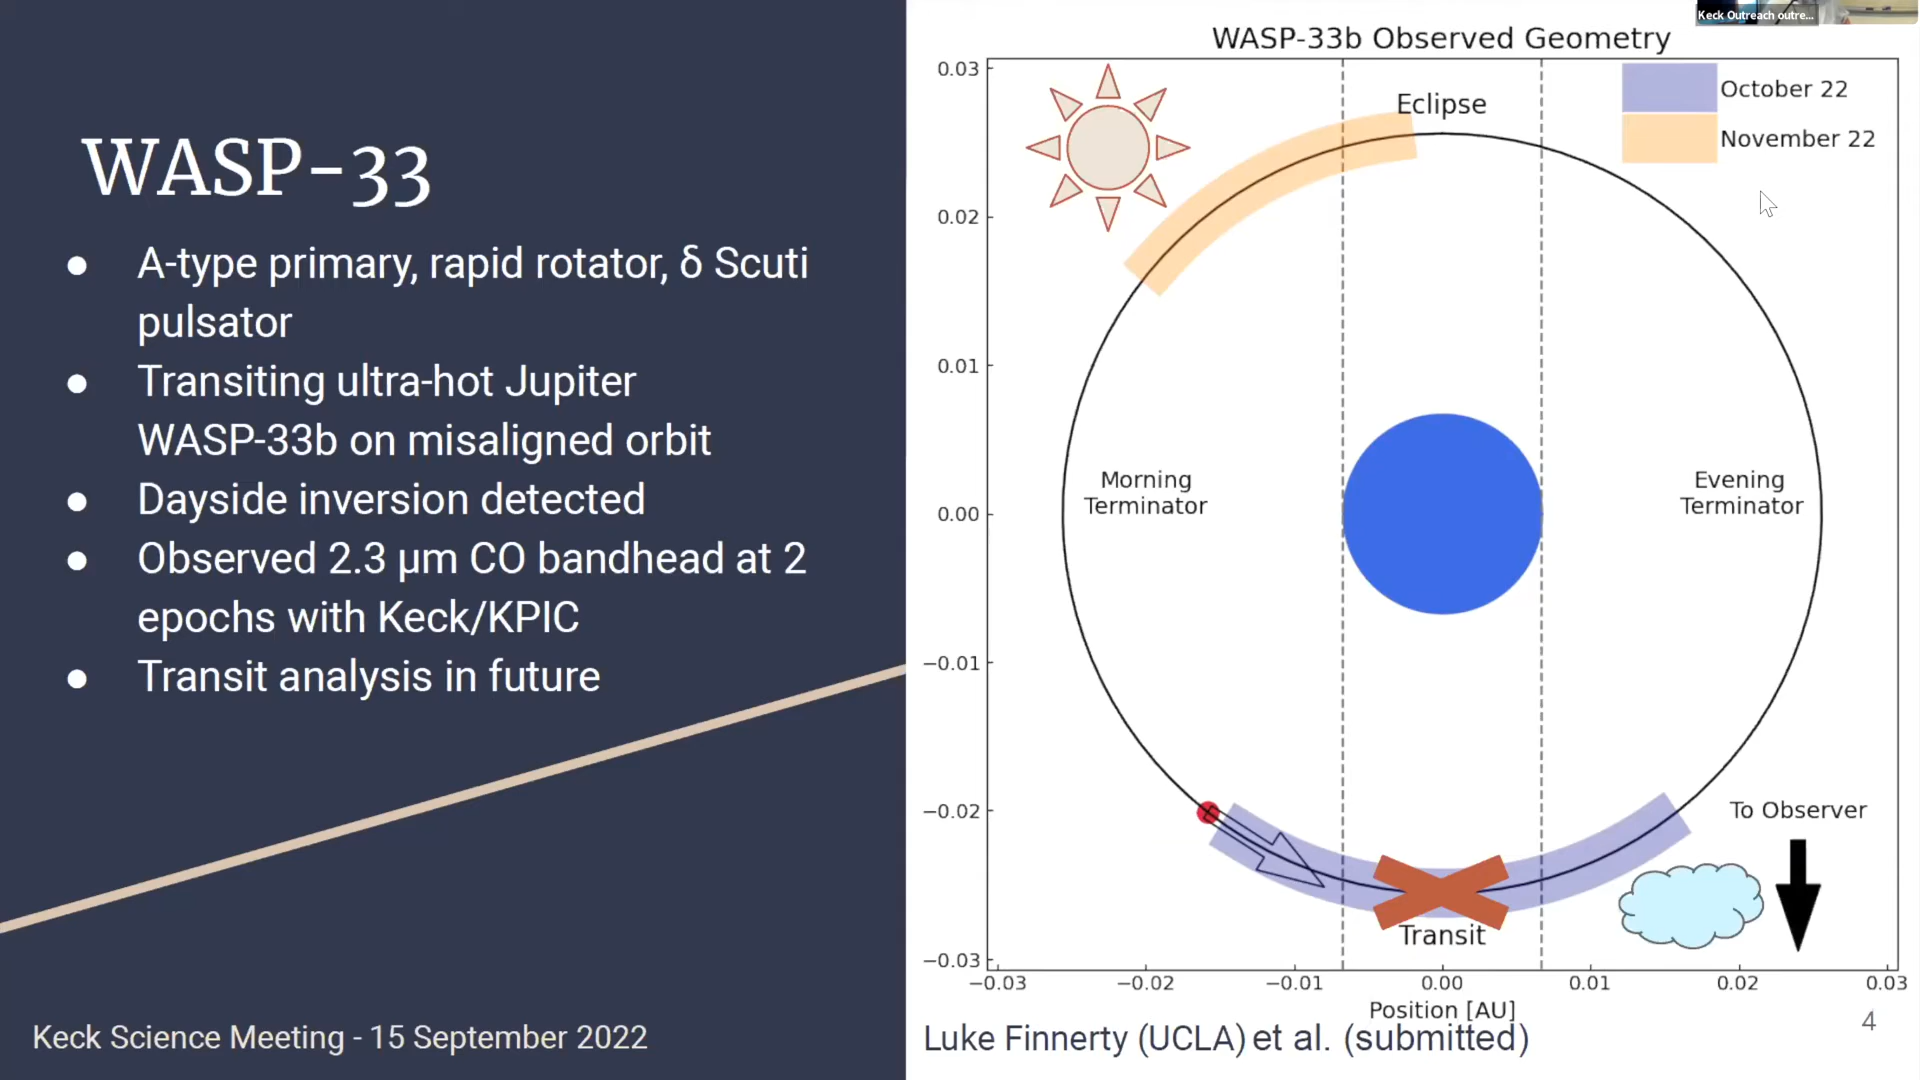 Keck Outreach outre...
WASP-33
● A-type primary, rapid rotator, δ Scuti
pulsator
● Transiting ultra-hot Jupiter
WASP-33b on misaligned orbit
● Dayside inversion detected
● Observed 2.3 μm CO bandhead at 2
epochs with Keck/KPIC
● Transit analysis in future
Keck Science Meeting - 15 September 2022
WASP-33b Observed Geometry
October 22
November 22
Eclipse
0.03
0.02
0.01
0.00
−0.01
−0.02
−0.03
Morning
Terminator
Evening
Terminator
To Observer
Transit
−0.03 −0.02 −0.01 0.00 0.01 0.02 0.03
Position [AU]
Luke Finnerty (UCLA) et al. (submitted)
4